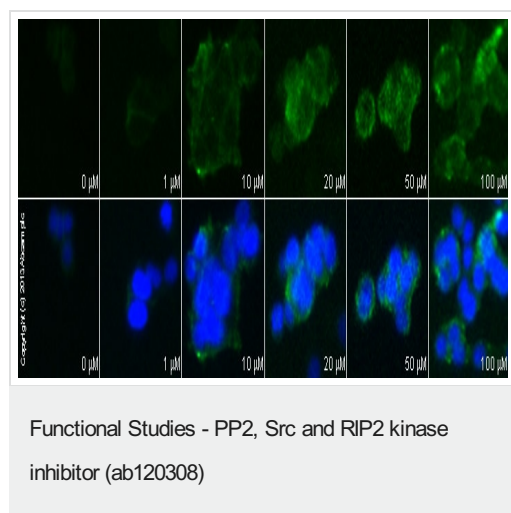 0 µM
1 µM
10 µM
20 µM
50 µM
100 µM
Copyright (c) 2013 Abcam plc
0 µM
1 µM
10 µM
20 µM
50 µM
100 µM
Functional Studies - PP2, Src and RIP2 kinase
inhibitor (ab120308)